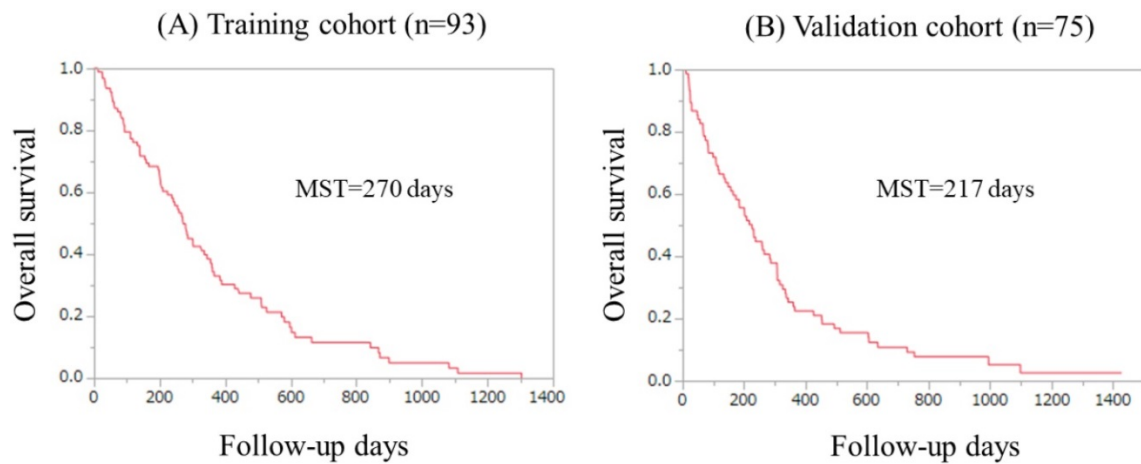 (A) Training cohort (n=93)
Overall survival
1.0
0.8
0.6
0.4
0.2
0.0
MST=270 days
0 200 400 600 800 1000 1200 1400
Follow-up days
(B) Validation cohort (n=75)
Overall survival
1.0
0.8
0.6
0.4
0.2
0.0
MST=217 days
0 200 400 600 800 1000 1200 1400
Follow-up days